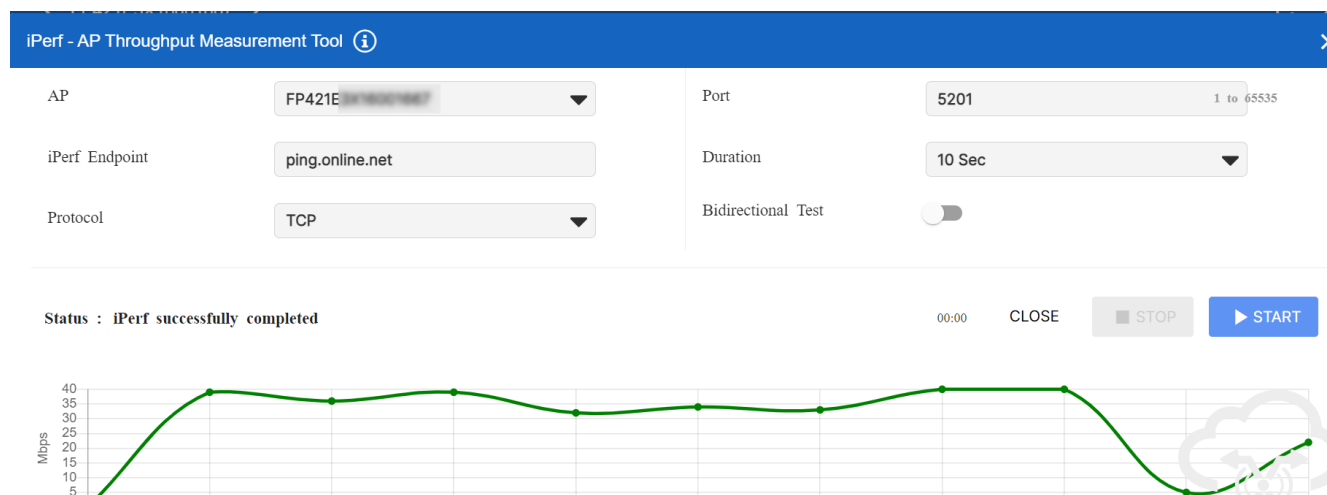 iPerf - AP Throughput Measurement Tool
AP
FP421E
Port
5201
1 to 65535
iPerf Endpoint
ping.online.net
Duration
10 Sec
Protocol
TCP
Bidirectional Test
Status : iPerf successfully completed
00:00
CLOSE
STOP
START
40
35
30
25
20
15
10
5
Mbps